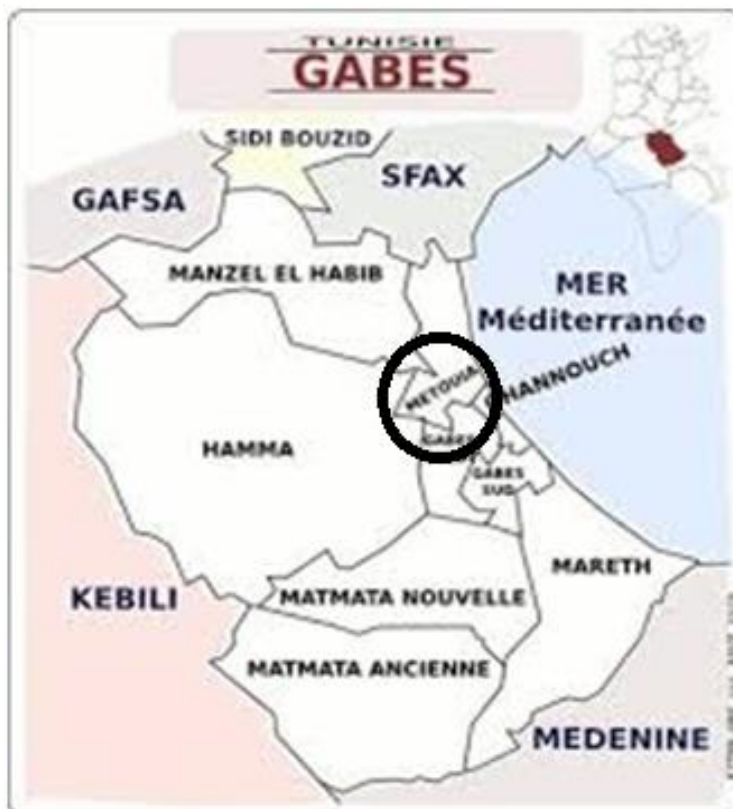 TUNISIE
GABES
SIDI BOUZID
SFAX
GAFSA
MANZEL EL HABIB
MER
Méditerranée
METOUIA
HANNOUCH
HAMMA
GABES
GABES
SUD
MARETH
KEBILI
MATMATA NOUVELLE
MATMATA ANCIENNE
MEDENINE